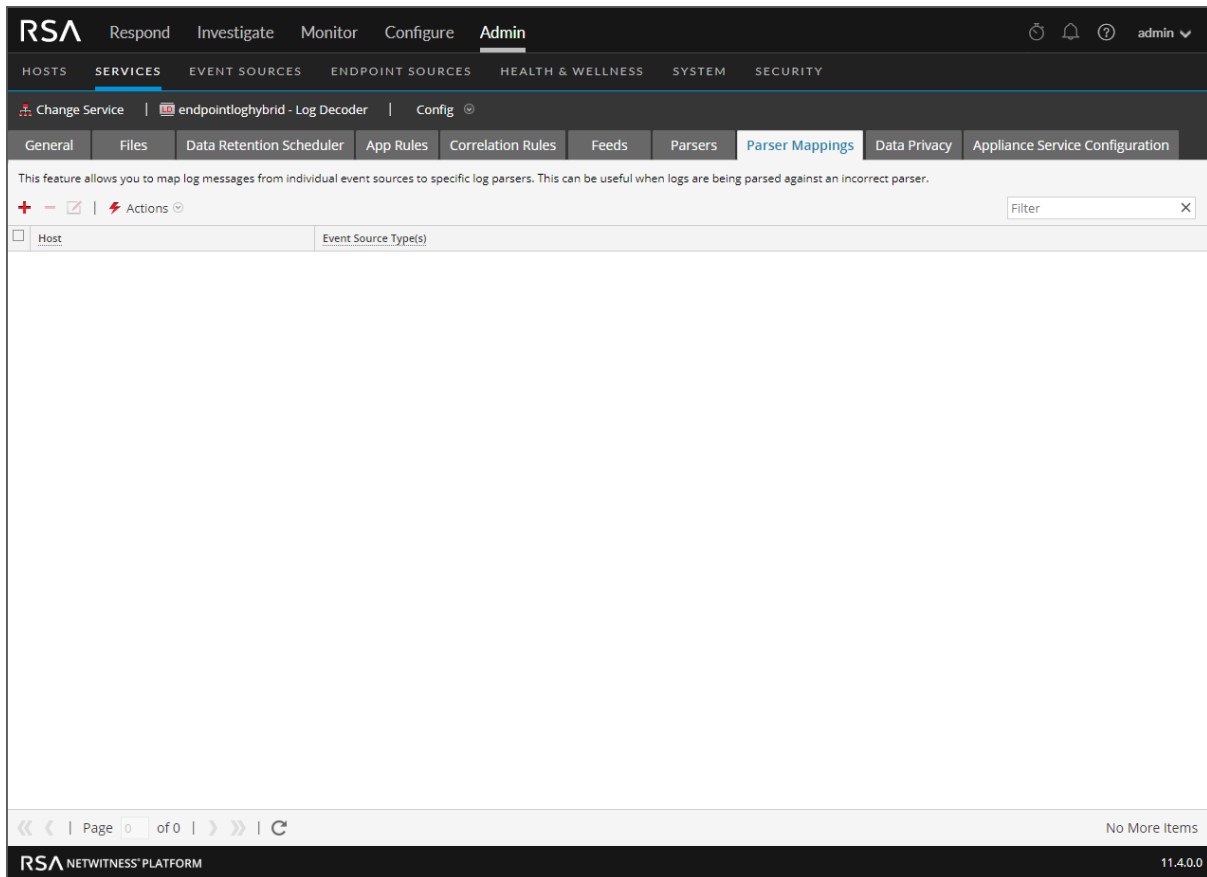 RSA Respond Investigate Monitor Configure Admin admin
HOSTS SERVICES EVENT SOURCES ENDPOINT SOURCES HEALTH & WELLNESS SYSTEM SECURITY
Change Service | LD endpointloghybrid - Log Decoder | Config
General Files Data Retention Scheduler App Rules Correlation Rules Feeds Parsers Parser Mappings Data Privacy Appliance Service Configuration
This feature allows you to map log messages from individual event sources to specific log parsers. This can be useful when logs are being parsed against an incorrect parser.
Actions Filter
Host Event Source Type(s)
Page 0 of 0 No More Items
RSA NETWITNESS® PLATFORM 11.4.0.0